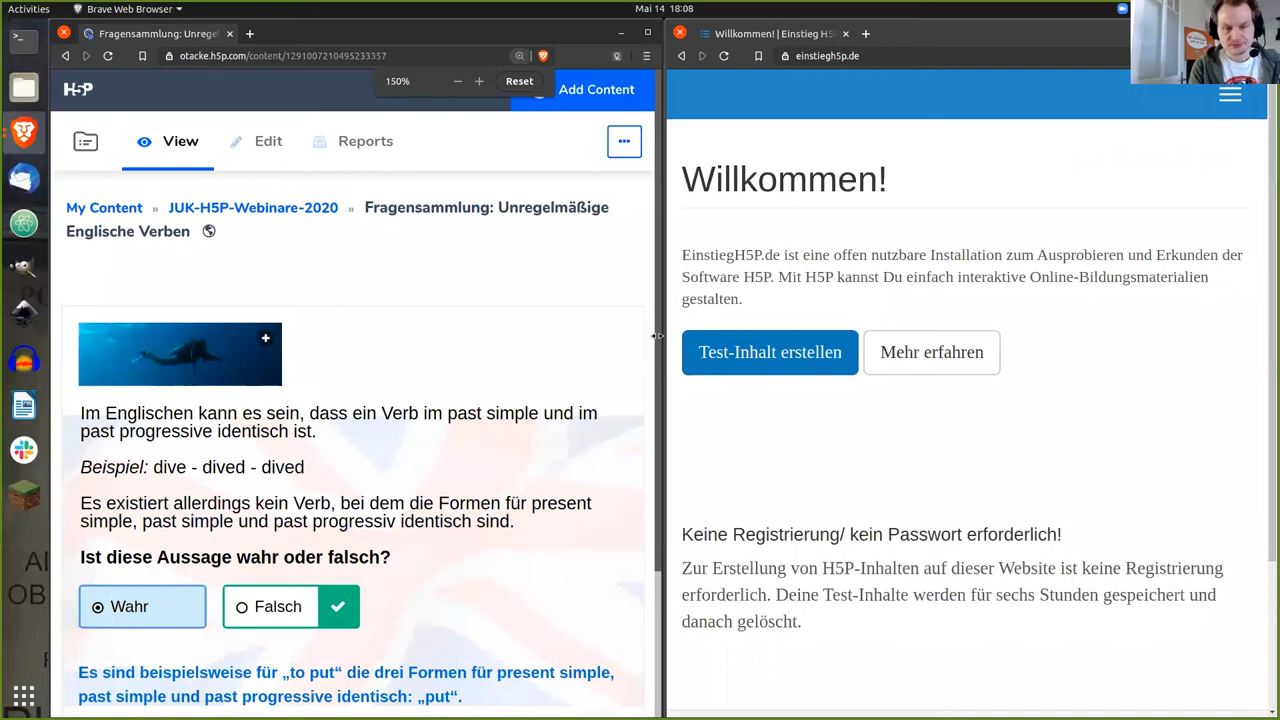 Activities
Brave Web Browser
Mai 14 18:08
Fragensammlung: Unregel
Willkommen! | Einstieg H5P
otacke.h5p.com/content/1291007210495233357
einstiegh5p.de
150%
Reset
H5P
Add Content
View
Edit
Reports
My Content » JUK-H5P-Webinare-2020 » Fragensammlung: Unregelmäßige
Englische Verben
Im Englischen kann es sein, dass ein Verb im past simple und im
past progressive identisch ist.
Beispiel: dive - dived - dived
Es existiert allerdings kein Verb, bei dem die Formen für present
simple, past simple und past progressiv identisch sind.
Ist diese Aussage wahr oder falsch?
Wahr
Falsch
Es sind beispielsweise für „to put“ die drei Formen für present simple,
past simple und past progressive identisch: „put“.
Willkommen!
EinstiegH5P.de ist eine offen nutzbare Installation zum Ausprobieren und Erkunden der
Software H5P. Mit H5P kannst Du einfach interaktive Online-Bildungsmaterialien
gestalten.
Test-Inhalt erstellen
Mehr erfahren
Keine Registrierung/ kein Passwort erforderlich!
Zur Erstellung von H5P-Inhalten auf dieser Website ist keine Registrierung
erforderlich. Deine Test-Inhalte werden für sechs Stunden gespeichert und
danach gelöscht.